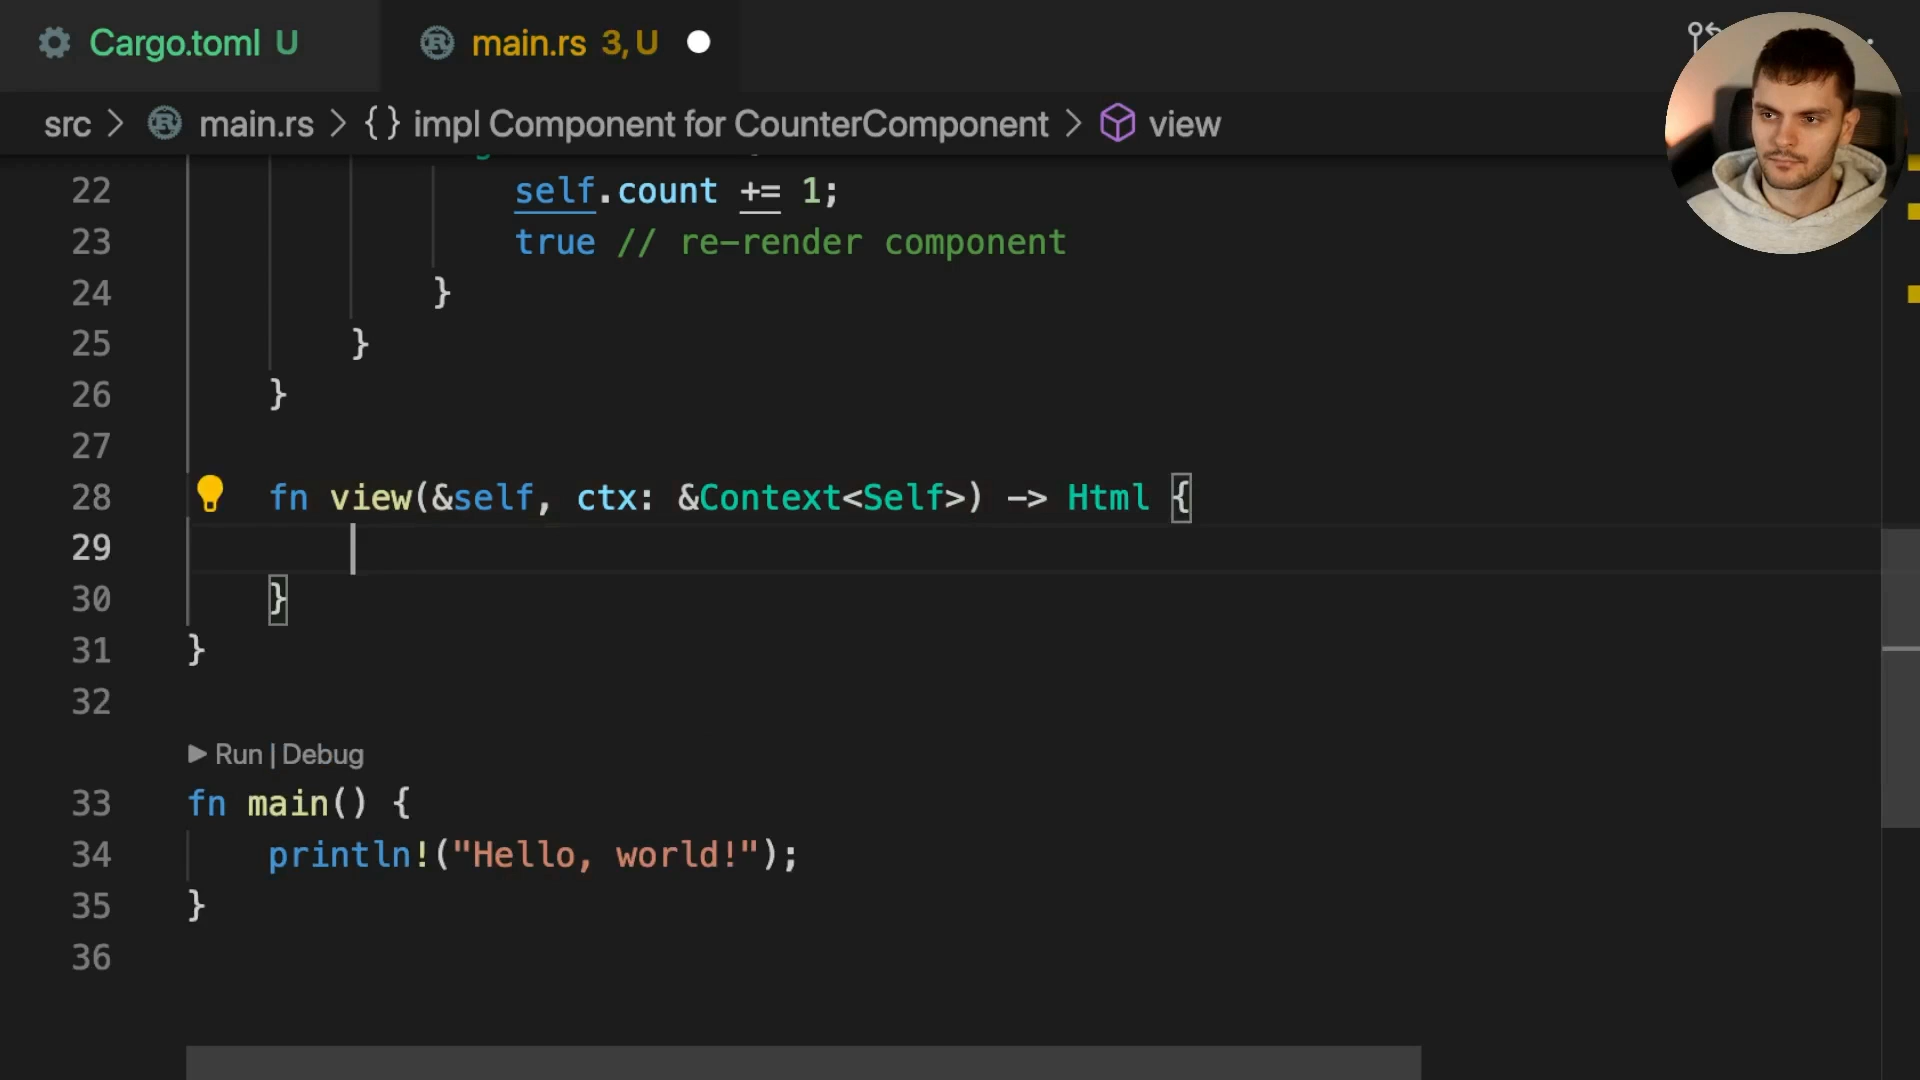 Cargo.toml U
main.rs 3, U
src > main.rs > {} impl Component for CounterComponent > view
22 self.count += 1;
23 true // re-render component
24 }
25 }
26 }
27
28 fn view(&self, ctx: &Context<Self>) -> Html {
29
30 }
31 }
32
Run | Debug
33 fn main() {
34 println!("Hello, world!");
35 }
36